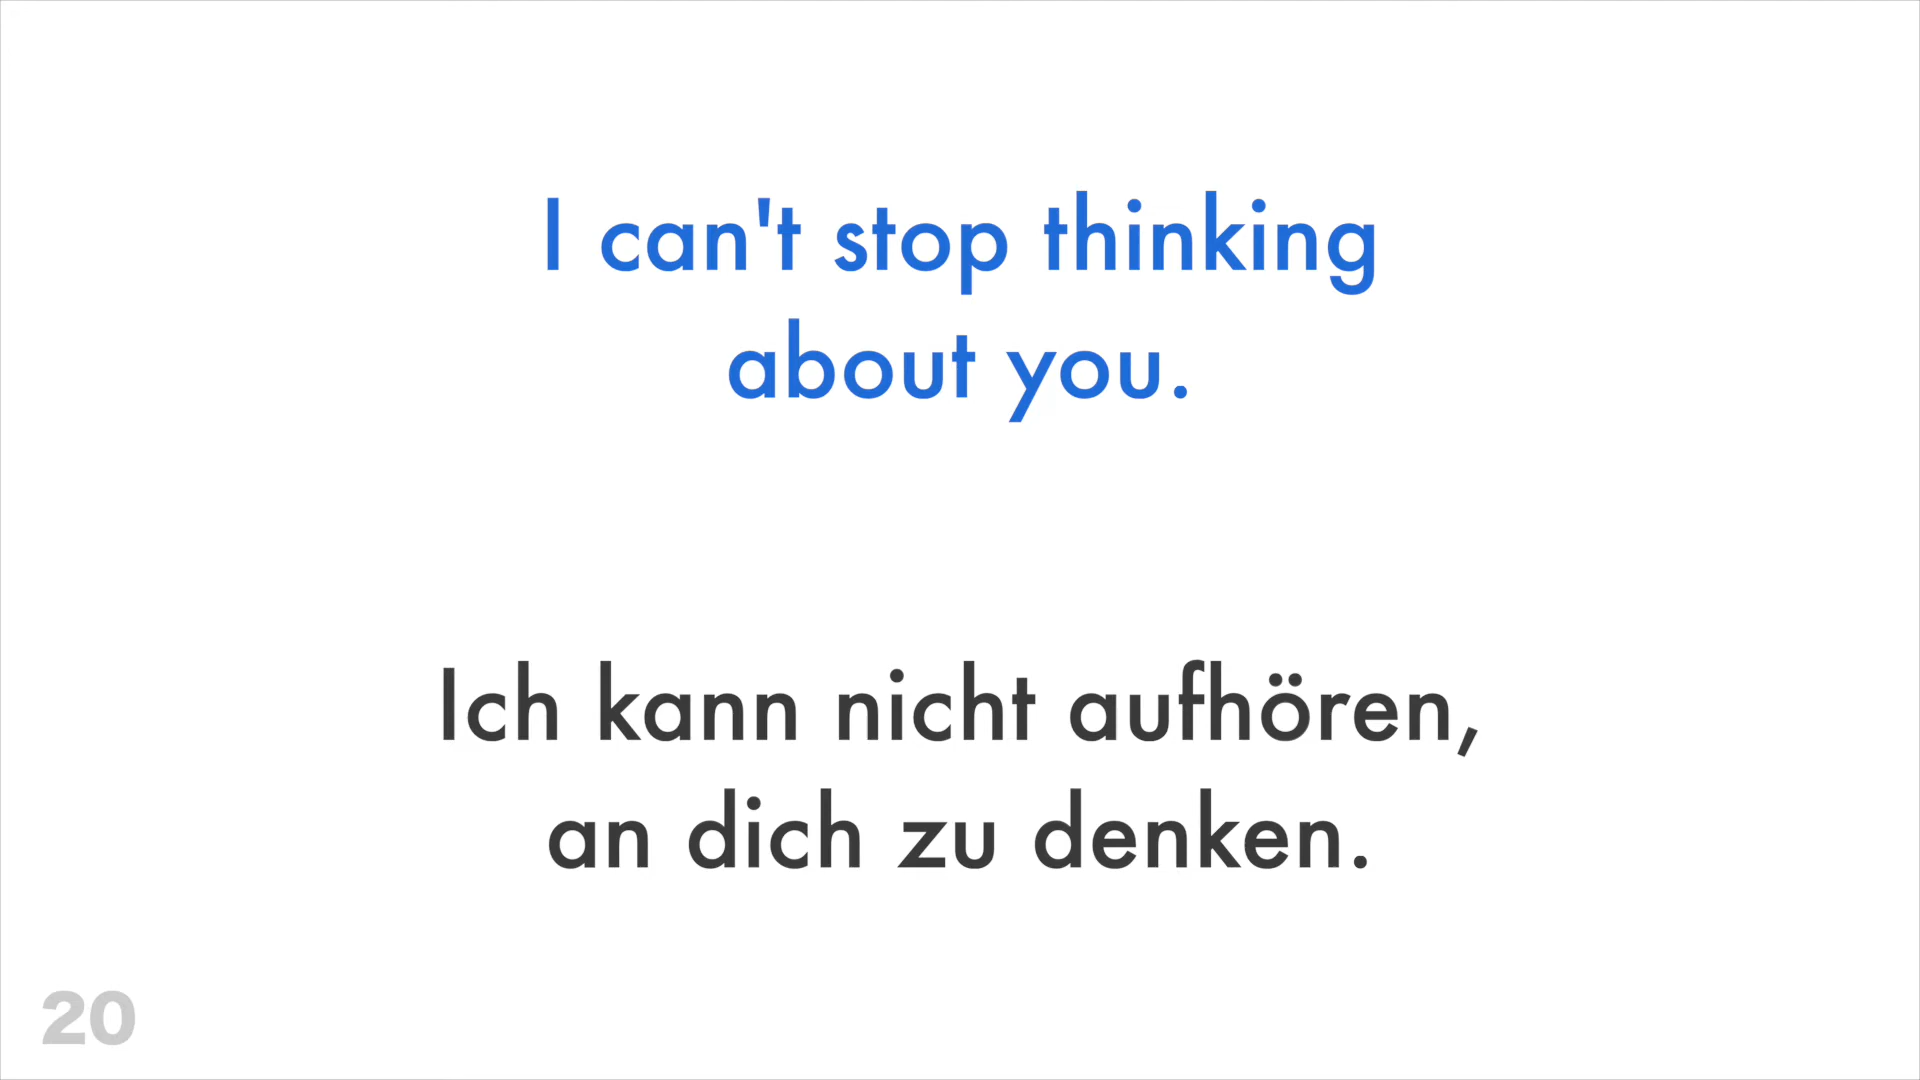 I can't stop thinking
about you.
Ich kann nicht aufhören,
an dich zu denken.
20